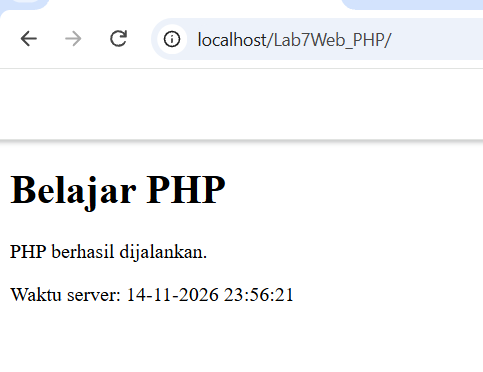 localhost/Lab7Web_PHP/
Belajar PHP
PHP berhasil dijalankan.
Waktu server: 14-11-2026 23:56:21